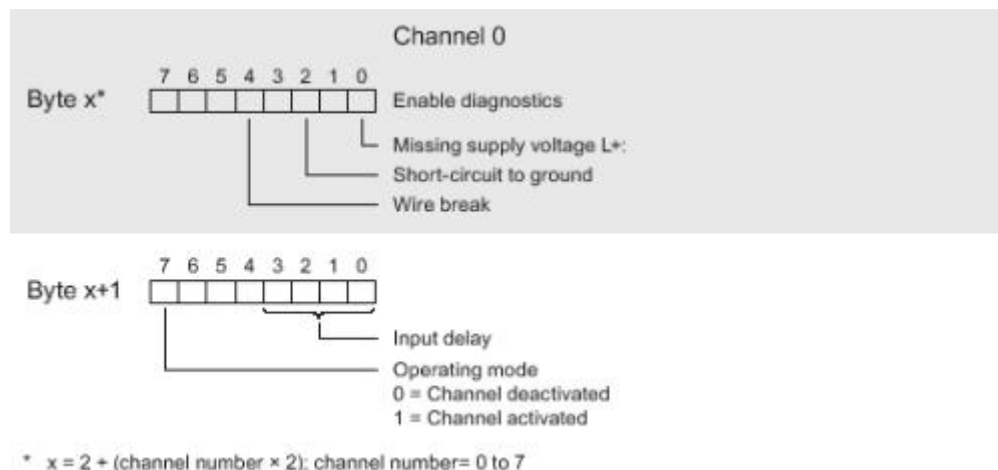 Channel 0
7 6 5 4 3 2 1 0
Byte x*
Enable diagnostics
Missing supply voltage L+:
Short-circuit to ground
Wire break
7 6 5 4 3 2 1 0
Byte x+1
Input delay
Operating mode
0 = Channel deactivated
1 = Channel activated
* x = 2 + (channel number × 2); channel number= 0 to 7